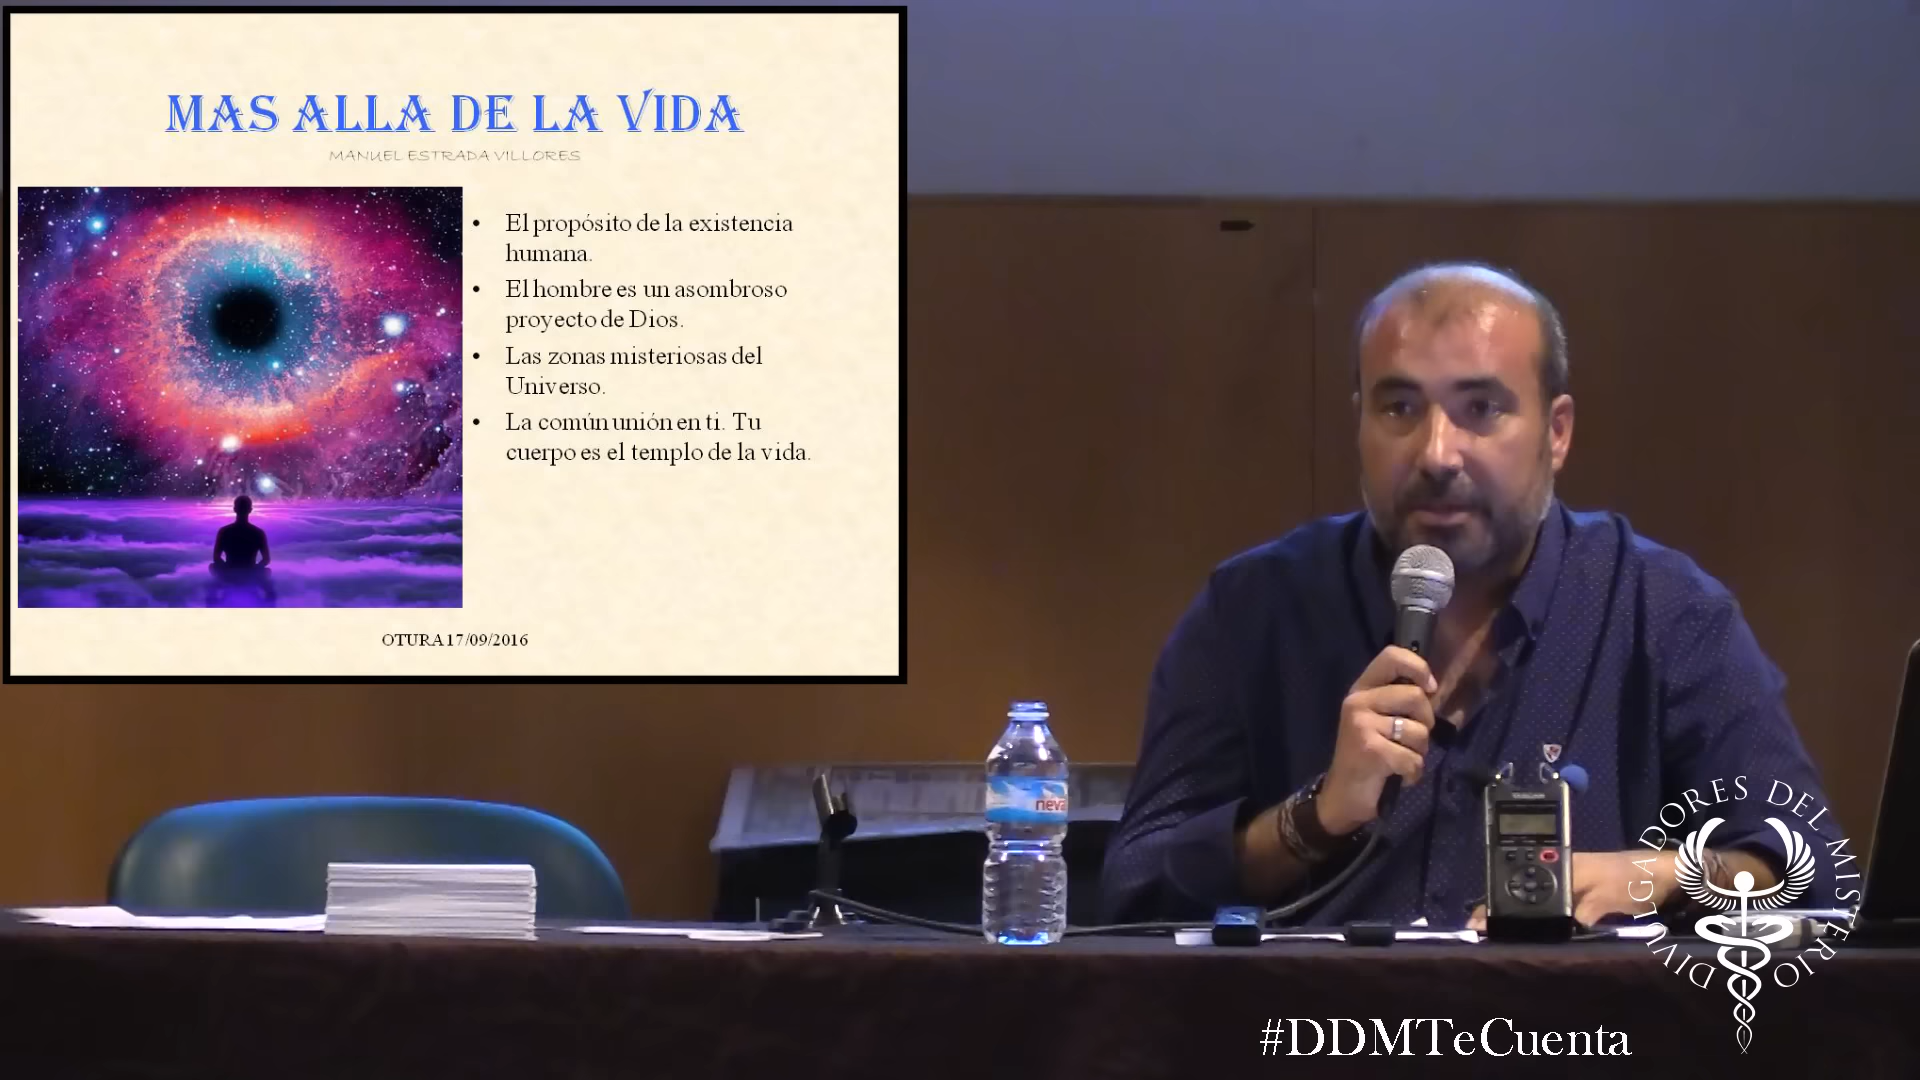 MAS ALLA DE LA VIDA
MANUEL ESTRADA VILLORES
• El propósito de la existencia
humana.
• El hombre es un asombroso
proyecto de Dios.
• Las zonas misteriosas del
Universo.
• La común unión en ti. Tu
cuerpo es el templo de la vida.
OTURA 17/09/2016
neva
TASCAM
DIVULGADORES DEL MISTERIO
#DDMTeCuenta